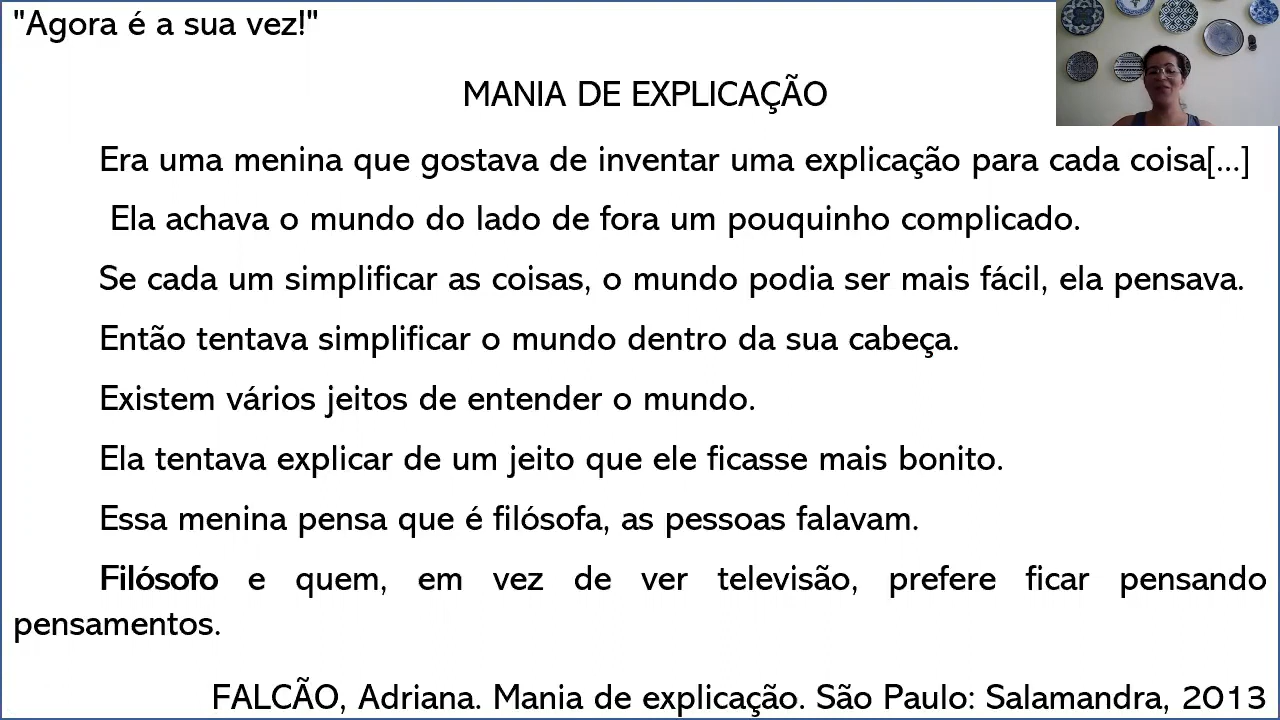 "Agora é a sua vez!"
MANIA DE EXPLICAÇÃO
Era uma menina que gostava de inventar uma explicação para cada coisa[...]
Ela achava o mundo do lado de fora um pouquinho complicado.
Se cada um simplificar as coisas, o mundo podia ser mais fácil, ela pensava.
Então tentava simplificar o mundo dentro da sua cabeça.
Existem vários jeitos de entender o mundo.
Ela tentava explicar de um jeito que ele ficasse mais bonito.
Essa menina pensa que é filósofa, as pessoas falavam.
Filósofo e quem, em vez de ver televisão, prefere ficar pensando
pensamentos.
FALCÃO, Adriana. Mania de explicação. São Paulo: Salamandra, 2013